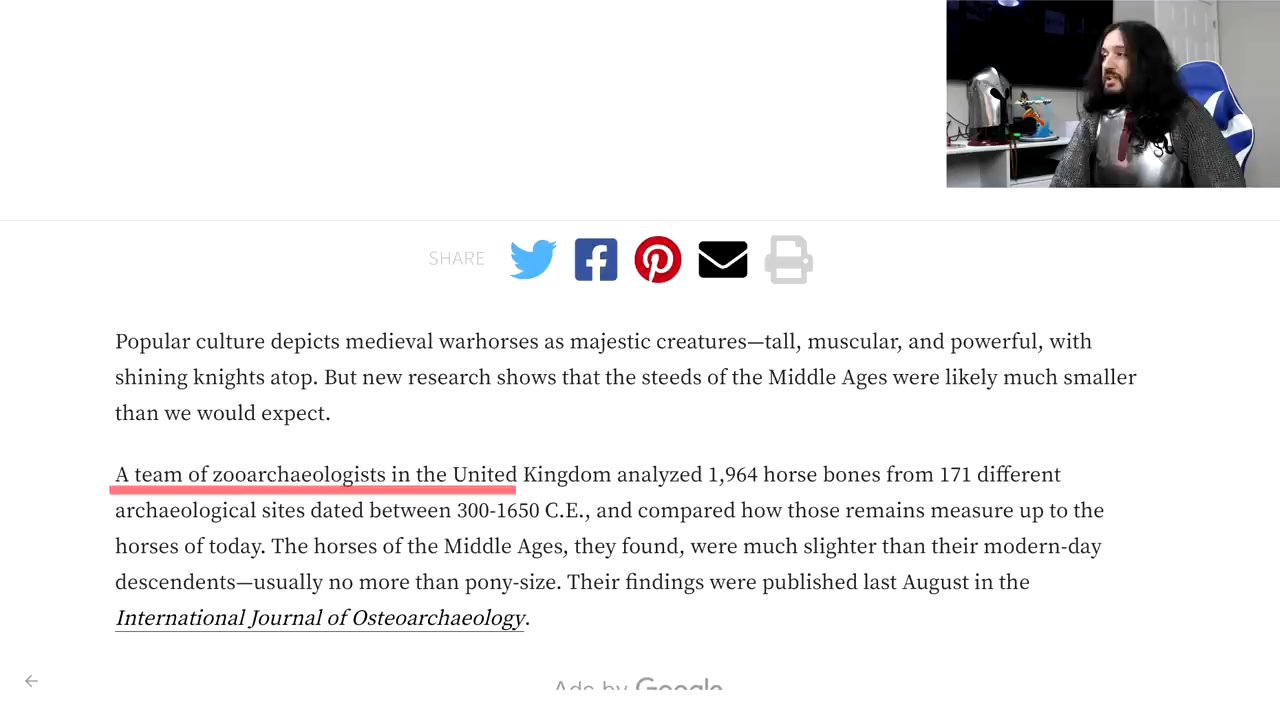 SHARE
Popular culture depicts medieval warhorses as majestic creatures—tall, muscular, and powerful, with
shining knights atop. But new research shows that the steeds of the Middle Ages were likely much smaller
than we would expect.
A team of zooarchaeologists in the United Kingdom analyzed 1,964 horse bones from 171 different
archaeological sites dated between 300-1650 C.E., and compared how those remains measure up to the
horses of today. The horses of the Middle Ages, they found, were much slighter than their modern-day
descendents—usually no more than pony-size. Their findings were published last August in the
International Journal of Osteoarchaeology.
Ads by Google